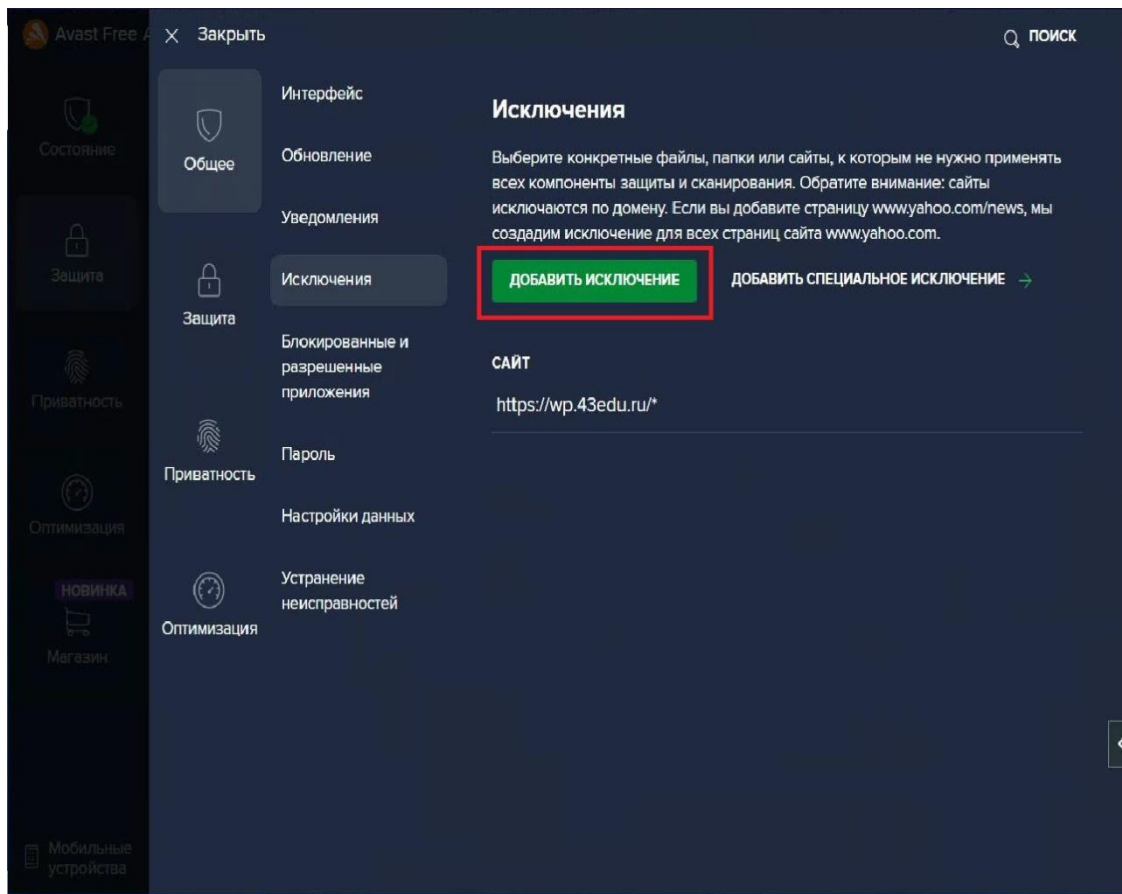 Avast Free A
Закрыть
ПОИСК
Состояние
Защита
Приватность
Оптимизация
НОВИНКА
Магазин
Мобильные
устройства
Общее
Защита
Приватность
Оптимизация
Интерфейс
Обновление
Уведомления
Исключения
Блокированные и
разрешенные
приложения
Пароль
Настройки данных
Устранение
неисправностей
Исключения
Выберите конкретные файлы, папки или сайты, к которым не нужно применять
всех компоненты защиты и сканирования. Обратите внимание: сайты
исключаются по домену. Если вы добавите страницу www.yahoo.com/news, мы
создадим исключение для всех страниц сайта www.yahoo.com.
ДОБАВИТЬ ИСКЛЮЧЕНИЕ
ДОБАВИТЬ СПЕЦИАЛЬНОЕ ИСКЛЮЧЕНИЕ →
САЙТ
https://wp.43edu.ru/*